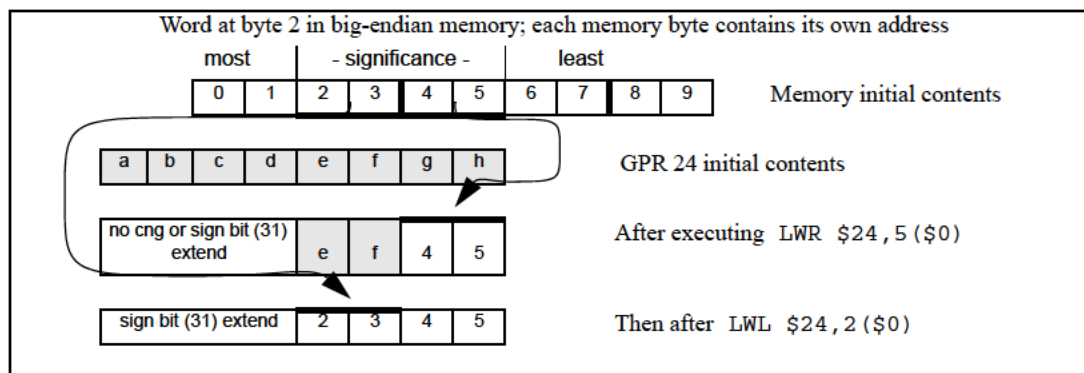 Word at byte 2 in big-endian memory; each memory byte contains its own address
most - significance - least
0 1 2 3 4 5 6 7 8 9 Memory initial contents
a b c d e f g h GPR 24 initial contents
no cng or sign bit (31)
extend e f 4 5 After executing LWR $24,5($0)
sign bit (31) extend 2 3 4 5 Then after LWL $24,2($0)